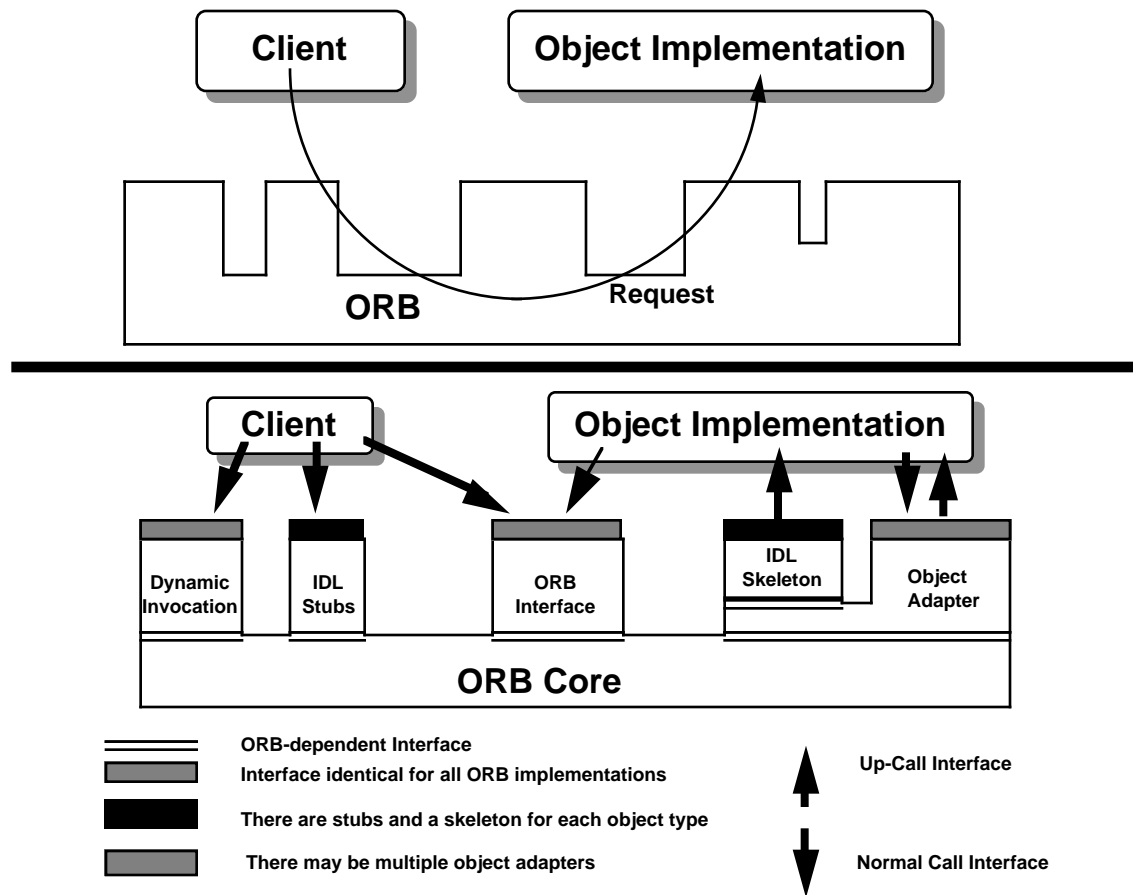 Client
Object Implementation
ORB
Request
Client
Object Implementation
Dynamic
Invocation
IDL
Stubs
ORB
Interface
IDL
Skeleton
Object
Adapter
ORB Core
ORB-dependent Interface
Interface identical for all ORB implementations
There are stubs and a skeleton for each object type
There may be multiple object adapters
Up-Call Interface
Normal Call Interface